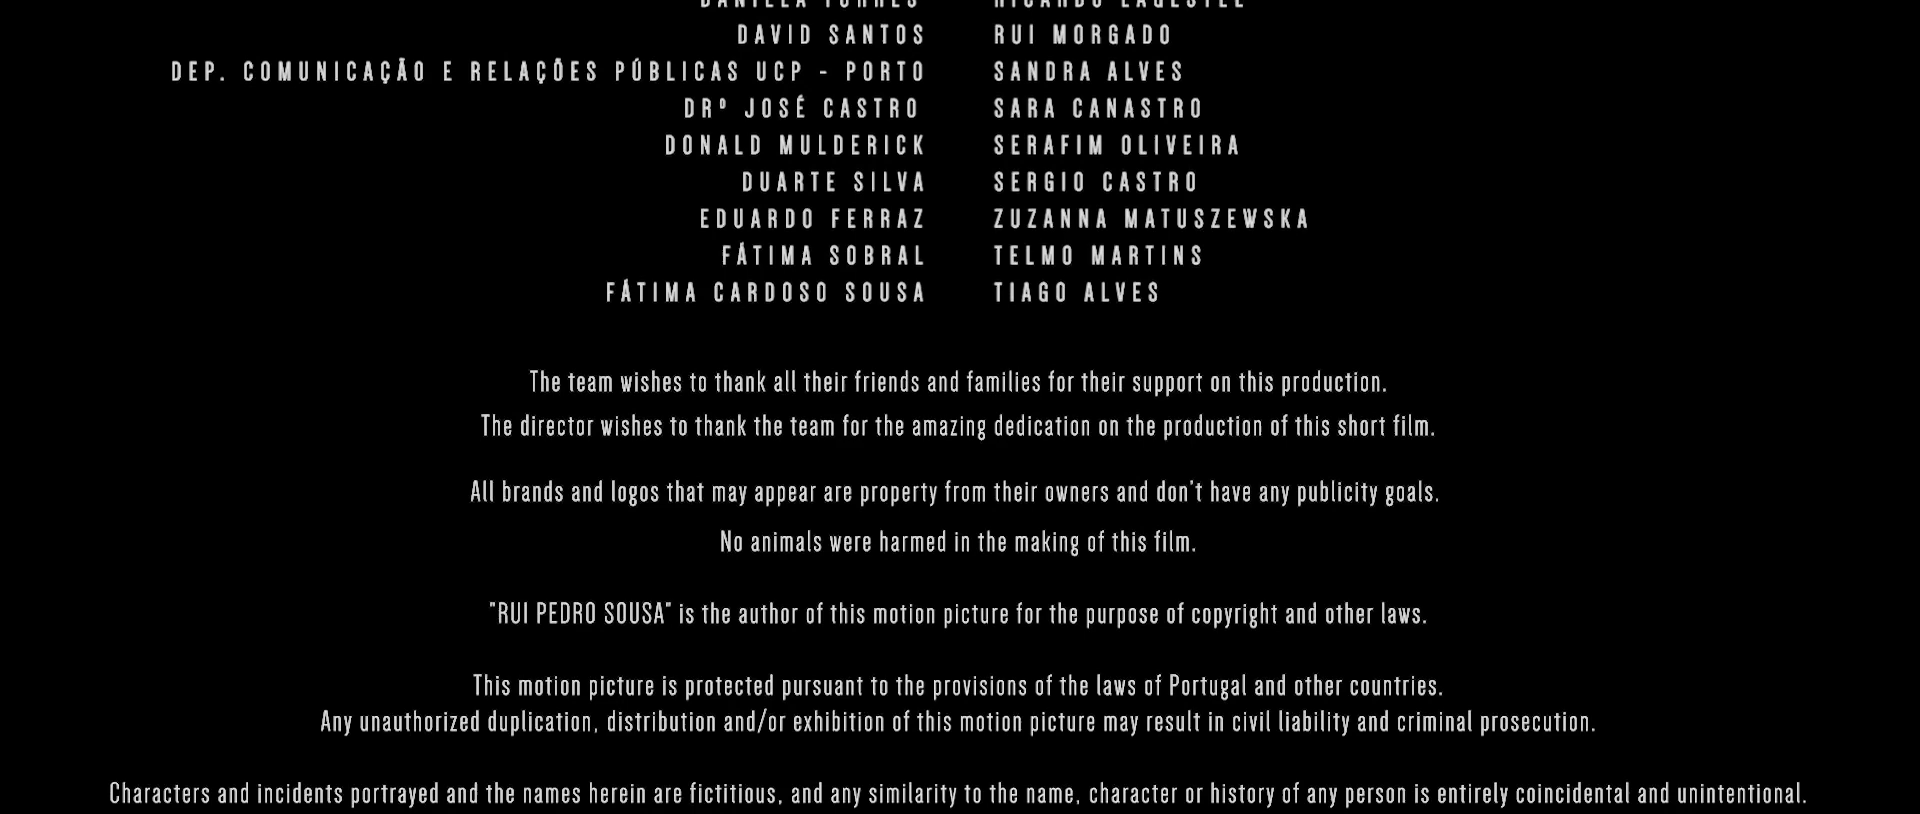 DANIELA TORRES RICARDO LAGESTEE
DAVID SANTOS RUI MORGADO
DEP. COMUNICAÇÃO E RELAÇÕES PÚBLICAS UCP - PORTO SANDRA ALVES
DRº JOSÉ CASTRO SARA CANASTRO
DONALD MULDERICK SERAFIM OLIVEIRA
DUARTE SILVA SERGIO CASTRO
EDUARDO FERRAZ ZUZANNA MATUSZEWSKA
FÁTIMA SOBRAL TELMO MARTINS
FÁTIMA CARDOSO SOUSA TIAGO ALVES
The team wishes to thank all their friends and families for their support on this production.
The director wishes to thank the team for the amazing dedication on the production of this short film.
All brands and logos that may appear are property from their owners and don't have any publicity goals.
No animals were harmed in the making of this film.
"RUI PEDRO SOUSA" is the author of this motion picture for the purpose of copyright and other laws.
This motion picture is protected pursuant to the provisions of the laws of Portugal and other countries.
Any unauthorized duplication, distribution and/or exhibition of this motion picture may result in civil liability and criminal prosecution.
Characters and incidents portrayed and the names herein are fictitious, and any similarity to the name, character or history of any person is entirely coincidental and unintentional.